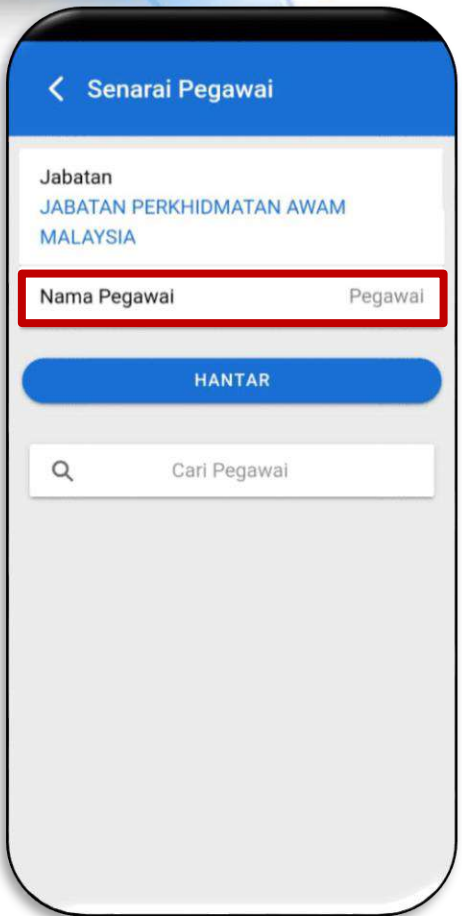 Senarai Pegawai
Jabatan
JABATAN PERKHIDMATAN AWAM
MALAYSIA
Nama Pegawai Pegawai
HANTAR
Cari Pegawai